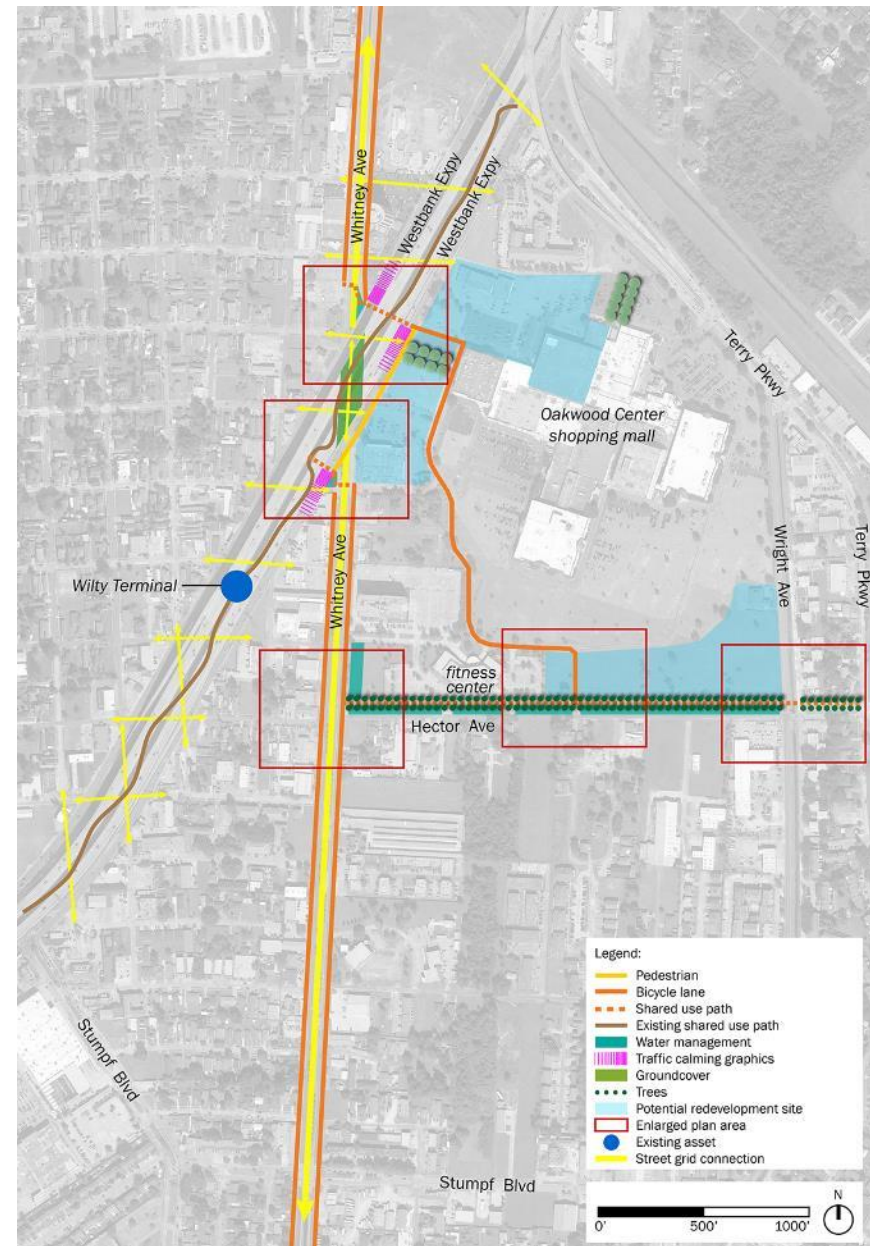 Whitney Ave
Westbank Expy
Westbank Expy
Terry Pkwy
Oakwood Center
shopping mall
Wright Ave
Terry Pkwy
Wilty Terminal
Whitney Ave
fitness
center
Hector Ave
Stumpf Blvd
Stumpf Blvd
Legend:
Pedestrian
Bicycle lane
Shared use path
Existing shared use path
Water management
Traffic calming graphics
Groundcover
Trees
Potential redevelopment site
Enlarged plan area
Existing asset
Street grid connection
N
0' 500' 1000'